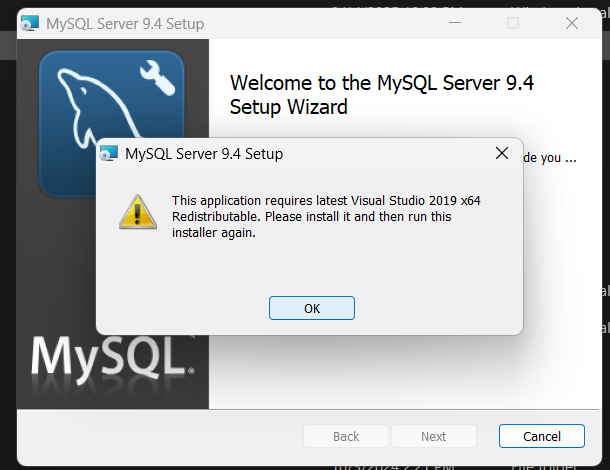 MySQL Server 9.4 Setup
Welcome to the MySQL Server 9.4
Setup Wizard
de you ...
MySQL Server 9.4 Setup
This application requires latest Visual Studio 2019 x64
Redistributable. Please install it and then run this
installer again.
OK
MySQL.
Back
Next
Cancel